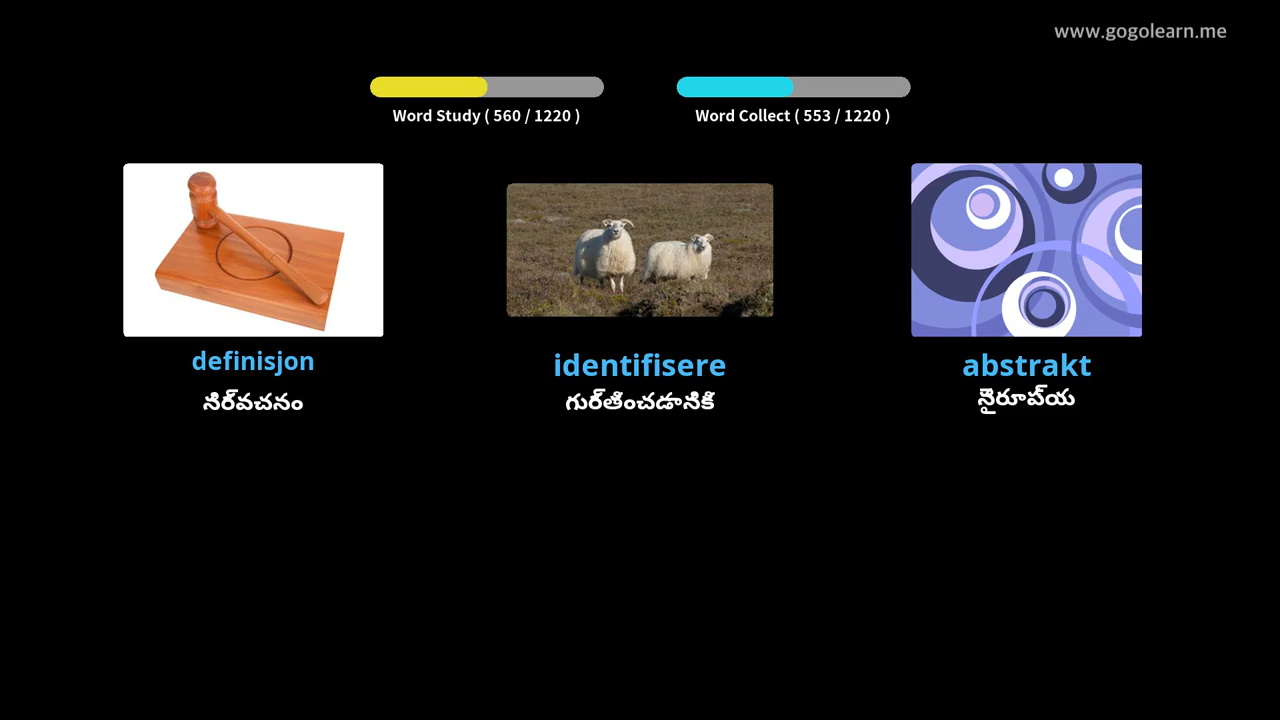 www.gogolearn.me
Word Study ( 560 / 1220 )
Word Collect ( 553 / 1220 )
definisjon
identifisere
abstrakt
నిర్వచనం
గుర్తించడానికి
నైరూప్య